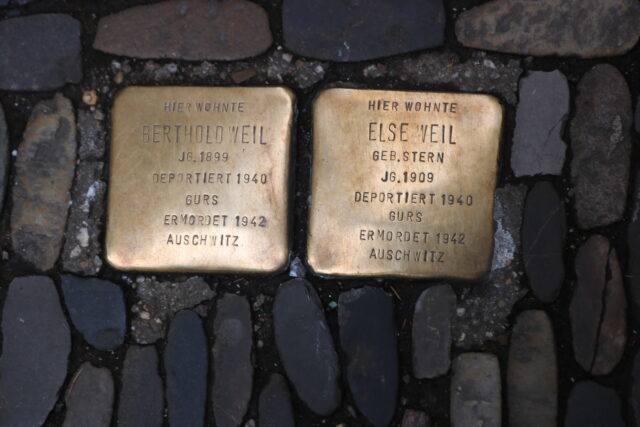 HIER WOHNTE
BERTHOLD WEIL
JG. 1899
DEPORTIERT 1940
GURS
ERMORDET 1942
AUSCHWITZ
HIER WOHNTE
ELSE WEIL
GEB. STERN
JG. 1909
DEPORTIERT 1940
GURS
ERMORDET 1942
AUSCHWITZ